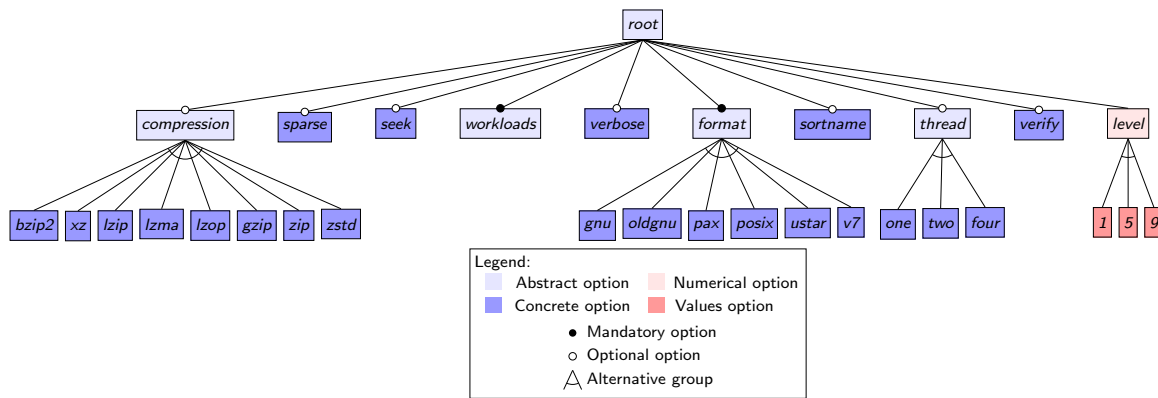 root
compression
sparse
seek
workloads
verbose
format
sortname
thread
verify
level
bzip2
xz
lzip
lzma
lzop
gzip
zip
zstd
gnu
oldgnu
pax
posix
ustar
v7
one
two
four
1
5
9
Legend:
Abstract option
Numerical option
Concrete option
Values option
Mandatory option
Optional option
Alternative group